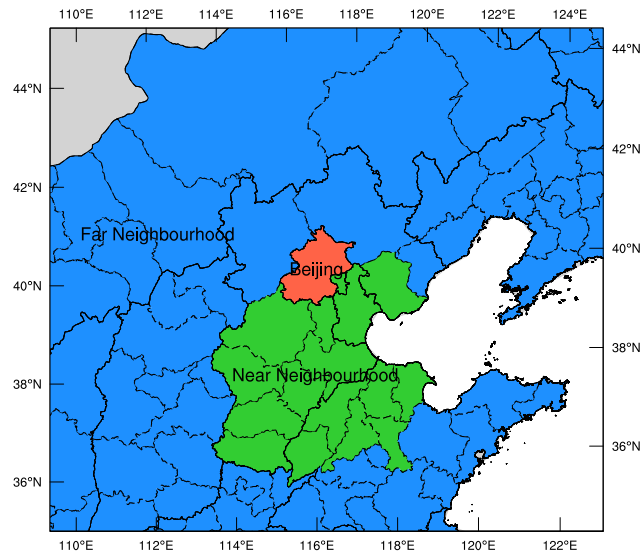 110°E 112°E 114°E 116°E 118°E 120°E 122°E 124°E
44°N 44°N
42°N 42°N
Far Neighbourhood
Beijing
40°N 40°N
38°N 38°N
Near Neighbourhood
36°N 36°N
110°E 112°E 114°E 116°E 118°E 120°E 122°E